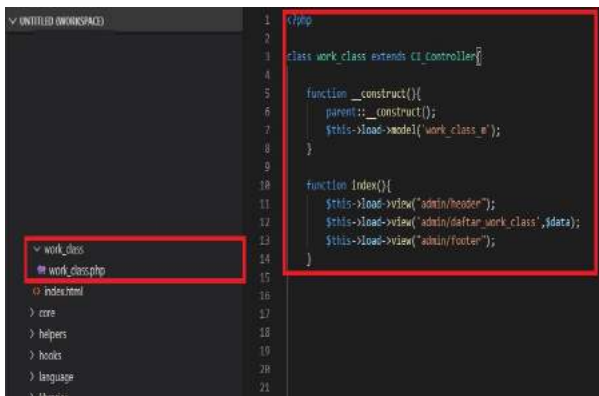 UNTITLED (WORKSPACE)
work_class
work_class.php
index.html
core
helpers
hooks
language
1 <?php
2
3 class work_class extends CI_Controller{
4
5 function __construct(){
6 parent::__construct();
7 $this->load->model('work_class_m');
8 }
9
10 function index(){
11 $this->load->view("admin/header");
12 $this->load->view('admin/daftar_work_class',$data);
13 $this->load->view("admin/footer");
14 }
15
16
17
18
19
20
21